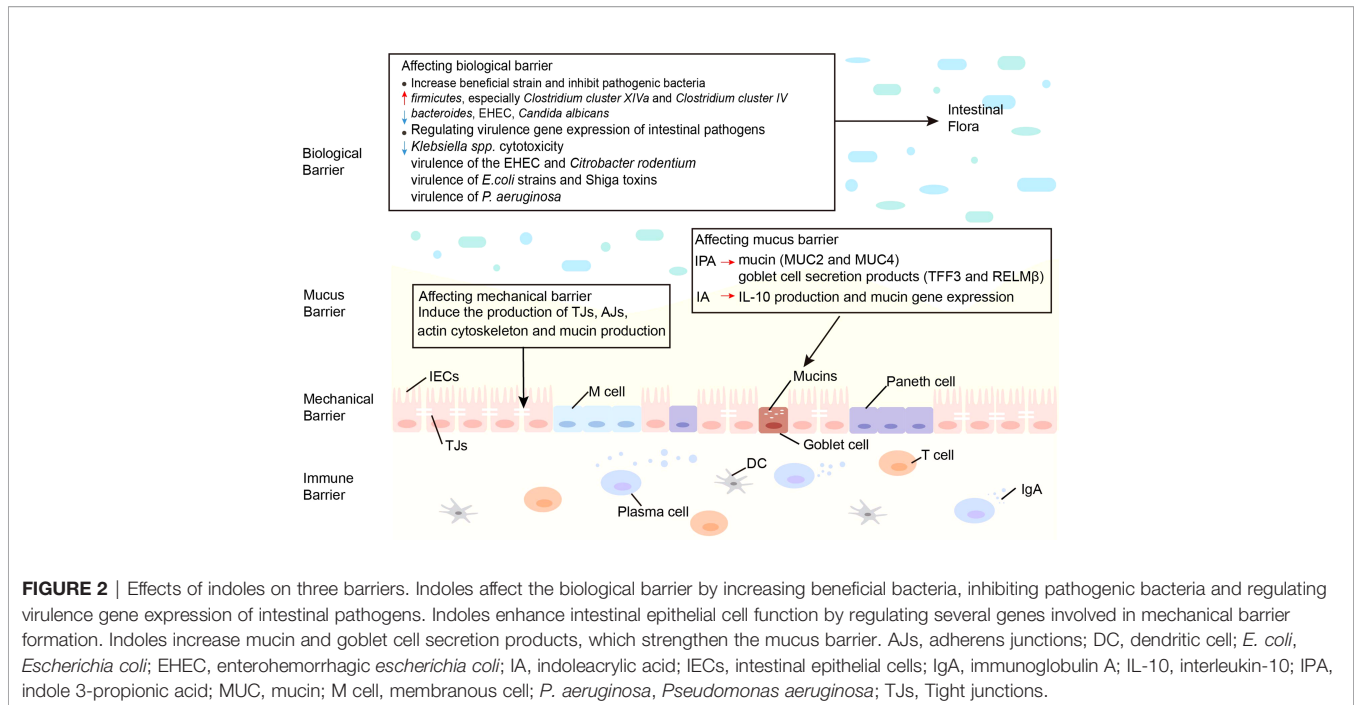 Affecting biological barrier
• Increase beneficial strain and inhibit pathogenic bacteria
↑ firmicutes, especially Clostridium cluster XIVa and Clostridium cluster IV
↓ bacteroides, EHEC, Candida albicans
• Regulating virulence gene expression of intestinal pathogens
↓ Klebsiella spp. cytotoxicity
virulence of the EHEC and Citrobacter rodentium
virulence of E.coli strains and Shiga toxins
virulence of P. aeruginosa
Intestinal
Flora
Biological
Barrier
Affecting mucus barrier
IPA → mucin (MUC2 and MUC4)
goblet cell secretion products (TFF3 and RELMβ)
IA → IL-10 production and mucin gene expression
Mucus
Barrier
Affecting mechanical barrier
Induce the production of TJs, AJs,
actin cytoskeleton and mucin production
IECs
M cell
Mucins
Paneth cell
Mechanical
Barrier
TJs
Goblet cell
T cell
DC
Immune
Barrier
Plasma cell
IgA
FIGURE 2 | Effects of indoles on three barriers. Indoles affect the biological barrier by increasing beneficial bacteria, inhibiting pathogenic bacteria and regulating
virulence gene expression of intestinal pathogens. Indoles enhance intestinal epithelial cell function by regulating several genes involved in mechanical barrier
formation. Indoles increase mucin and goblet cell secretion products, which strengthen the mucus barrier. AJs, adherens junctions; DC, dendritic cell; E. coli,
Escherichia coli; EHEC, enterohemorrhagic escherichia coli; IA, indoleacrylic acid; IECs, intestinal epithelial cells; IgA, immunoglobulin A; IL-10, interleukin-10; IPA,
indole 3-propionic acid; MUC, mucin; M cell, membranous cell; P. aeruginosa, Pseudomonas aeruginosa; TJs, Tight junctions.